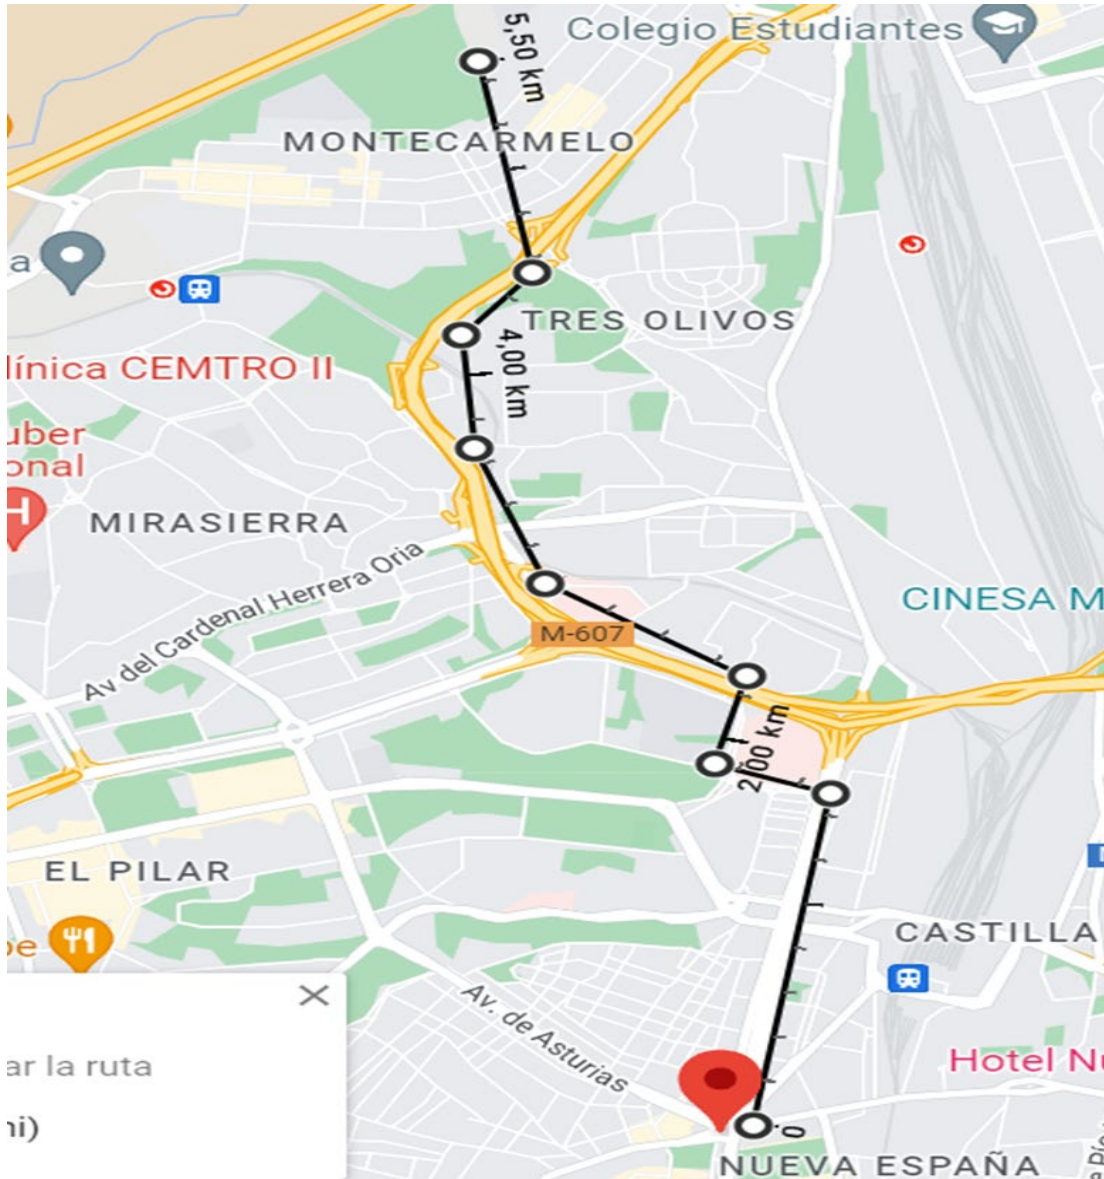 Colegio Estudiantes
5,50 km
MONTECARMELO
a
TRES OLIVOS
4,00 km
línica CEMTRO II
uber
onal
H
MIRASIERRA
Av del Cardenal Herrera Oria
CINESA M
M-607
2,00 km
EL PILAR
CASTILLA
pe
Av. de Asturias
ar la ruta
Hotel Nu
ni)
0
NUEVA ESPAÑA